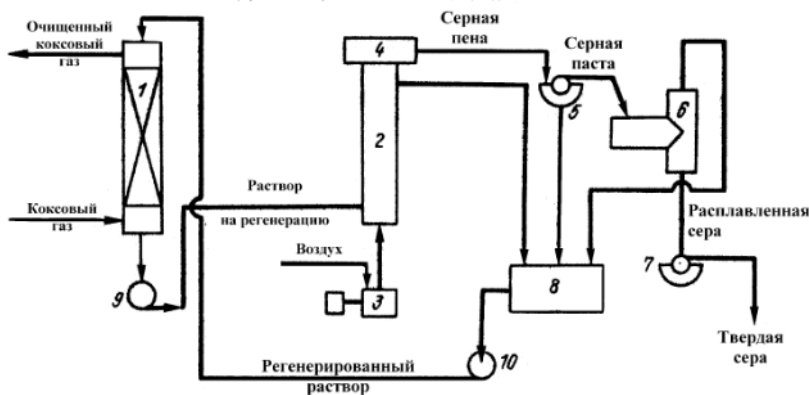 Очищенный
коксовый
газ
1
Коксовый
газ
9
Раствор
на регенерацию
Воздух
3
2
4
Серная
пена
5
Серная
паста
6
Расплавленная
сера
7
8
Твердая
сера
10
Регенерированный
раствор